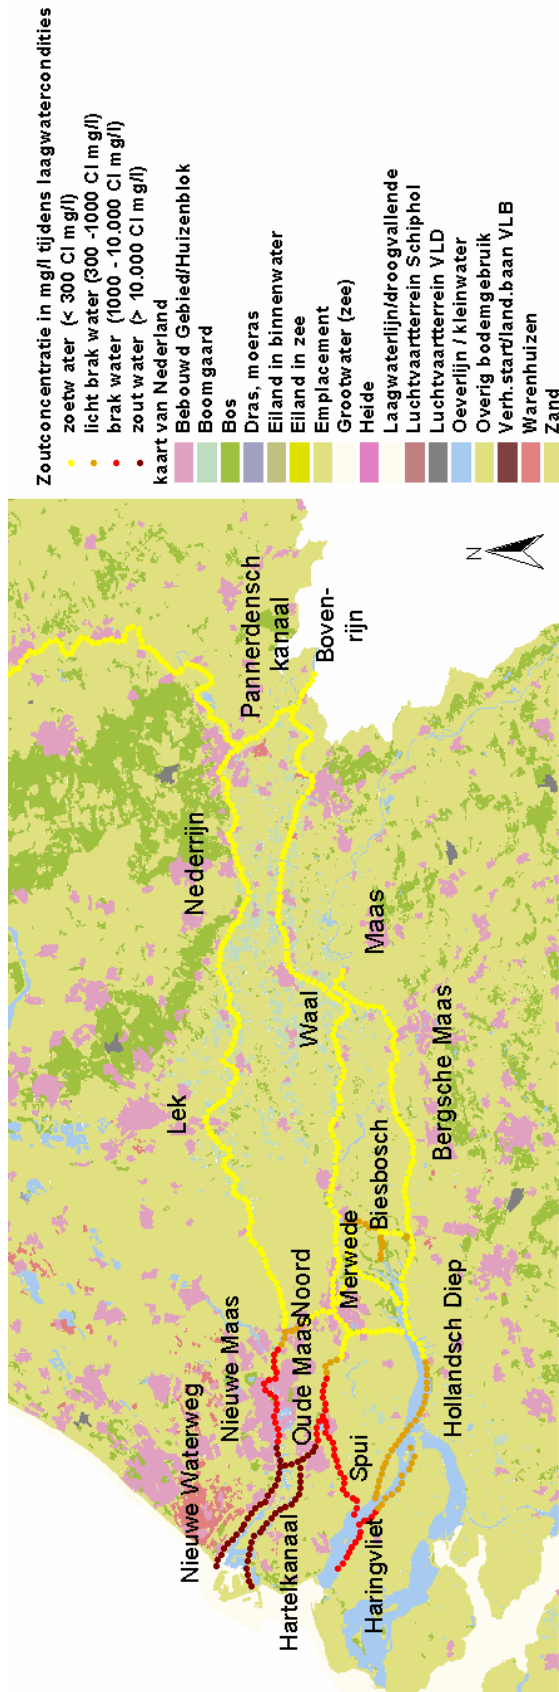 Zoutconcentratie in mg/l tijdens laagwatercondities
zoetw ater (< 300 Cl mg/l)
licht brak water (300 -1000 Cl mg/l)
brak water (1000 - 10.000 Cl mg/l)
zout water (> 10.000 Cl mg/l)
kaart van Nederland
Bebouwd Gebied/Huizenblok
Boomgaard
Bos
Dras, moeras
Eiland in binnenwater
Eiland in zee
Emplacement
Grootwater (zee)
Heide
Laagwaterlijn/droogvallende
Luchtvaartterrein Schiphol
Luchtvaartterrein VLD
Oeverlijn / kleinwater
Overig bodemgebruik
Verh.start/land.baan VLB
Warenhuizen
Zand
Nieuwe Waterweg
Nieuwe Maas
Lek
Nederrijn
Pannerdensch
kanaal
Boven-
rijn
Hartelkanaal
Oude Maas
Noord
Merwede
Waal
Maas
Spui
Biesbosch
Haringvliet
Hollandsch Diep
Bergsche Maas
N